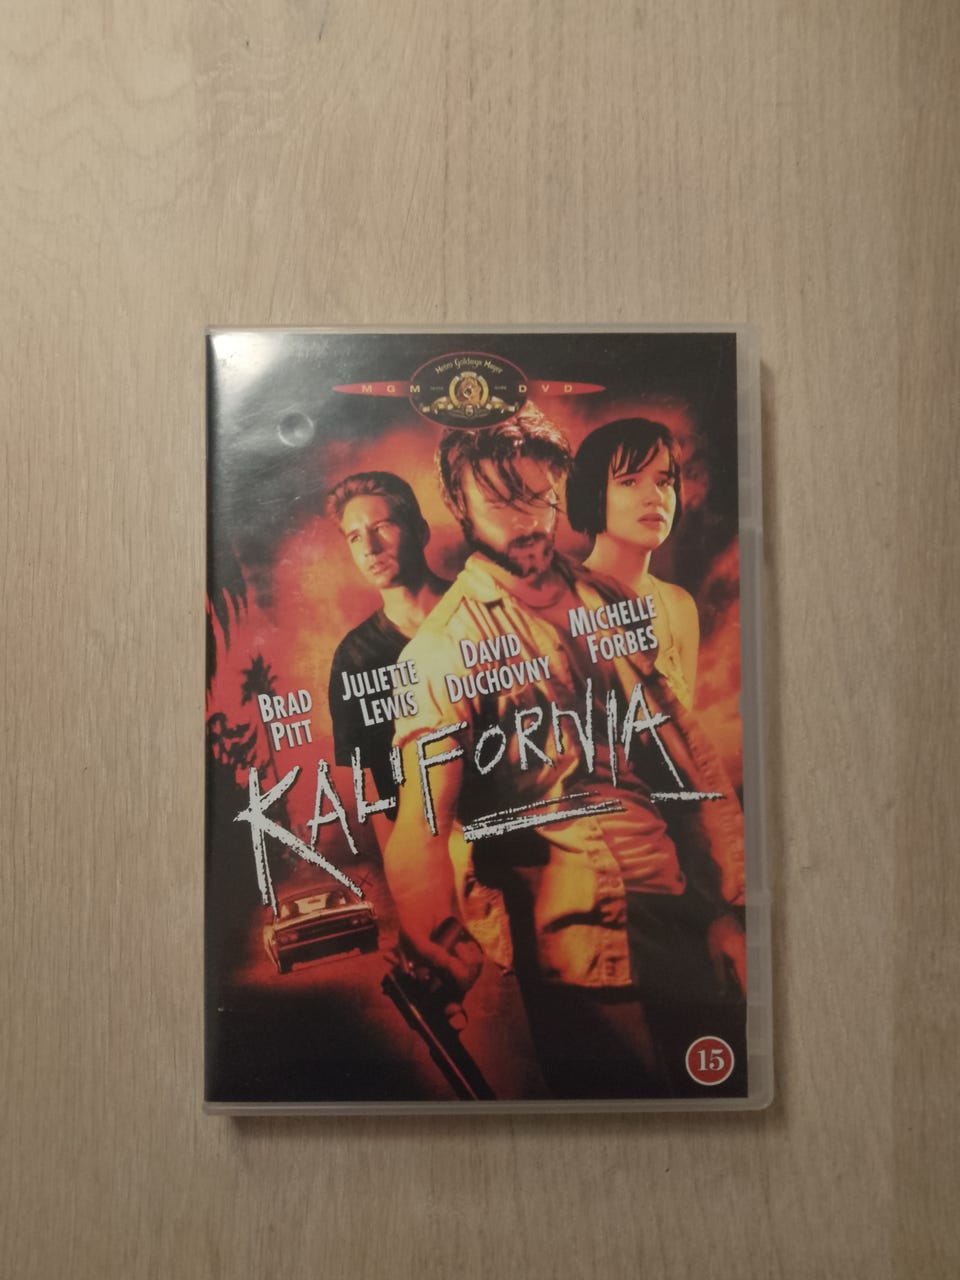 Metro Goldwyn Mayer
MGM DVD
BRAD
PITT
JULIETTE
LEWIS
DAVID
DUCHOVNY
MICHELLE
FORBES
KALIFORNIA
15